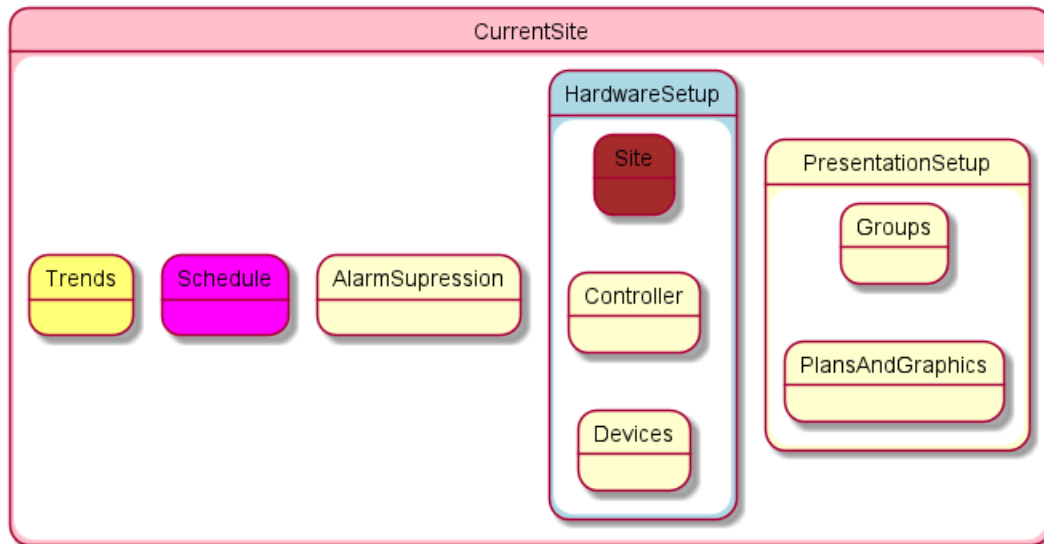 CurrentSite
HardwareSetup
Site
Controller
Devices
PresentationSetup
Groups
PlansAndGraphics
Trends
Schedule
AlarmSupression